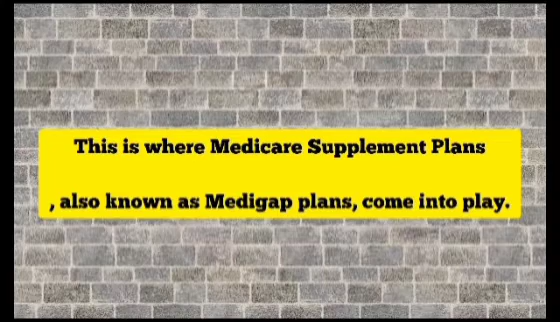 This is where Medicare Supplement Plans
, also known as Medigap plans, come into play.